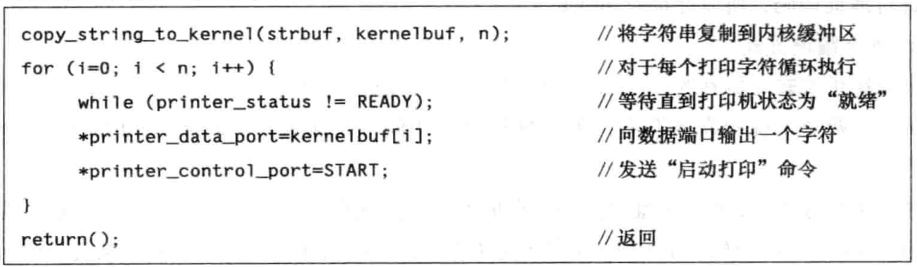 copy_string_to_kernel(strbuf, kernelbuf, n); //将字符串复制到内核缓冲区
for (i=0; i < n; i++) { //对于每个打印字符循环执行
while (printer_status != READY); //等待直到打印机状态为“就绪”
*printer_data_port=kernelbuf[i]; //向数据端口输出一个字符
*printer_control_port=START; //发送“启动打印”命令
}
return(); //返回